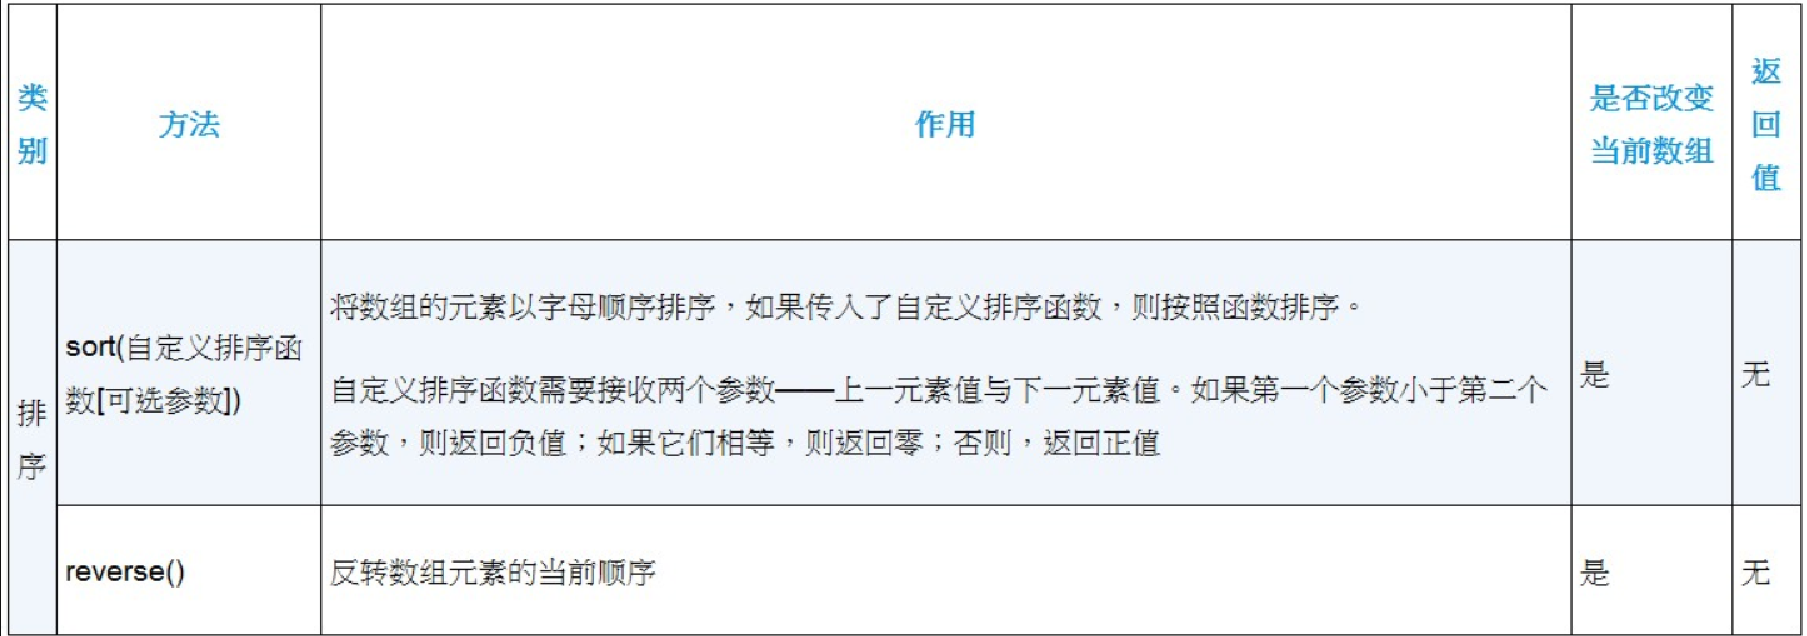 类
别
方法
作用
是否改变
当前数组
返
回
值
排
序
sort(自定义排序函
数[可选参数])
将数组的元素以字母顺序排序，如果传入了自定义排序函数，则按照函数排序。
自定义排序函数需要接收两个参数——上一元素值与下一元素值。如果第一个参数小于第二个
参数，则返回负值；如果它们相等，则返回零；否则，返回正值
是
无
reverse()
反转数组元素的当前顺序
是
无